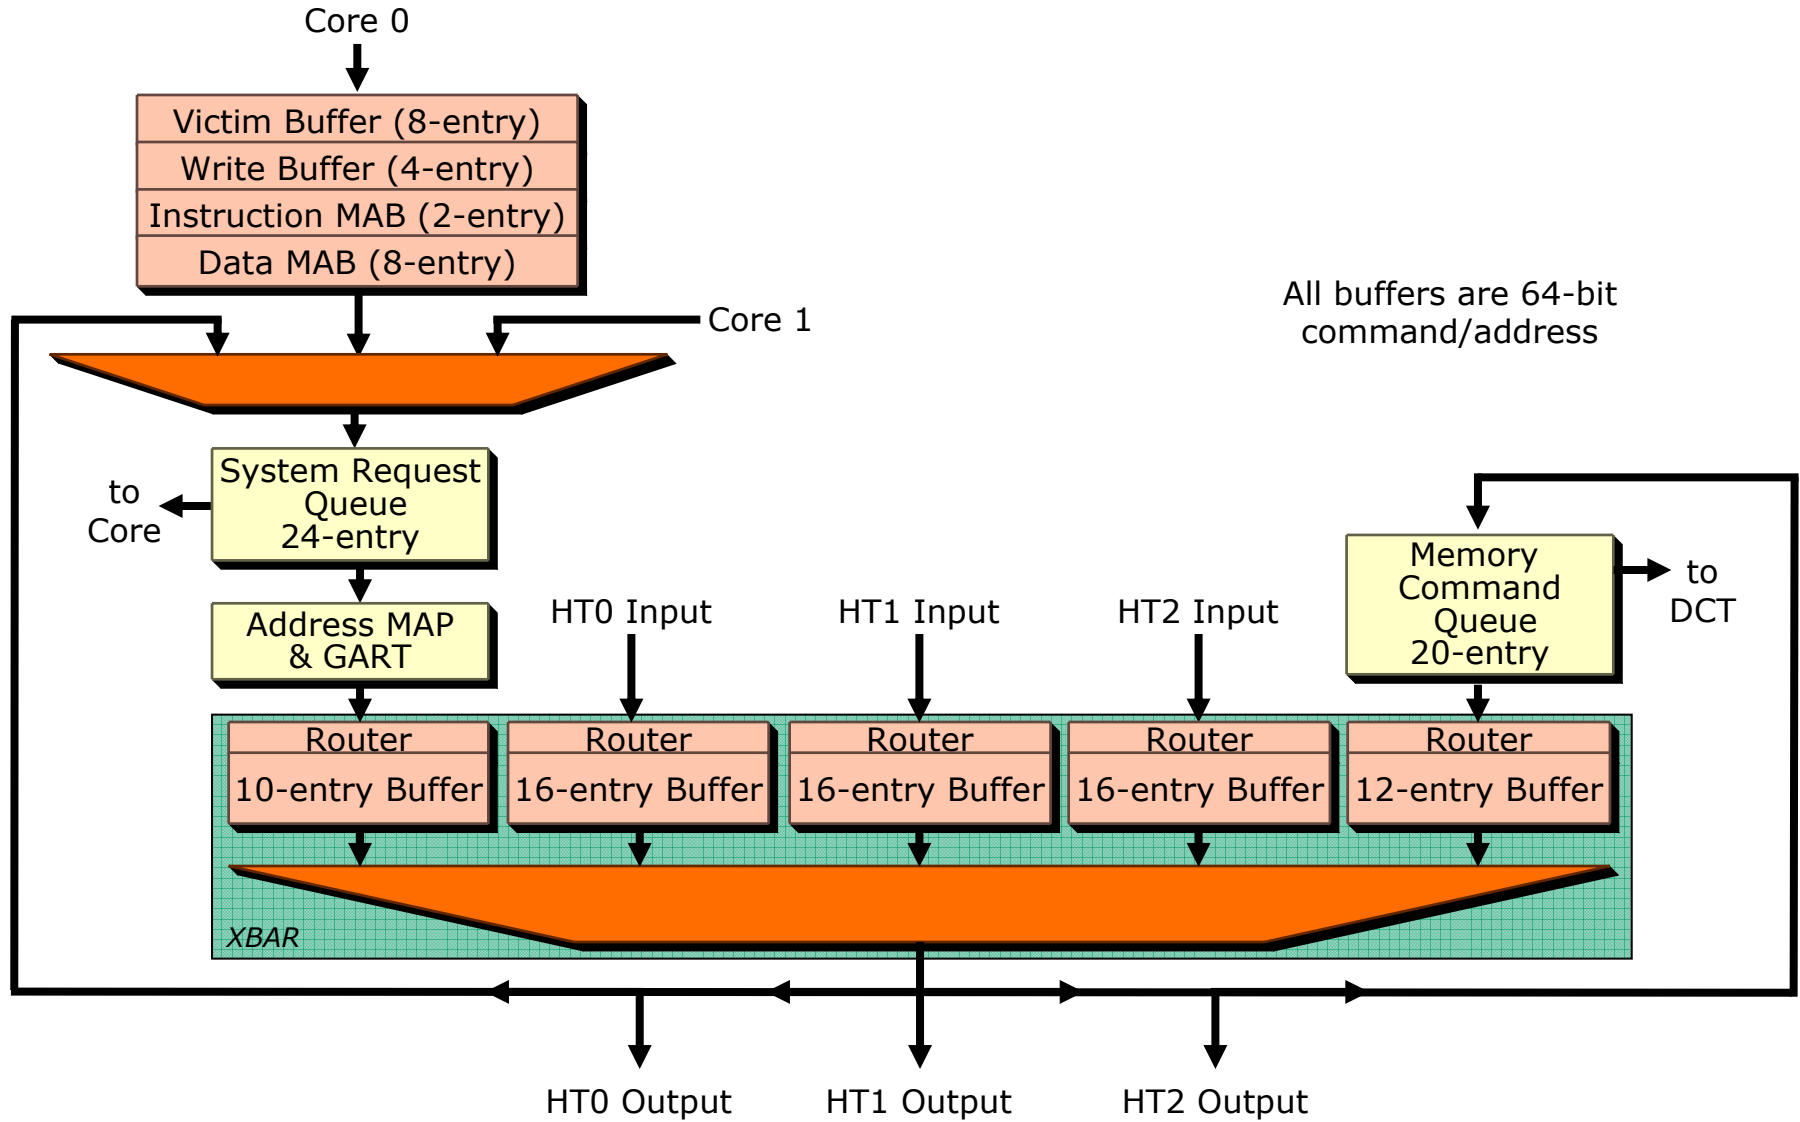 Core 0
Victim Buffer (8-entry)
Write Buffer (4-entry)
Instruction MAB (2-entry)
Data MAB (8-entry)
All buffers are 64-bit
command/address
Core 1
System Request
Queue
24-entry
to
Core
Memory
Command
Queue
20-entry
to
DCT
Address MAP
& GART
HT0 Input
HT1 Input
HT2 Input
Router
10-entry Buffer
Router
16-entry Buffer
Router
16-entry Buffer
Router
16-entry Buffer
Router
12-entry Buffer
XBAR
HT0 Output
HT1 Output
HT2 Output